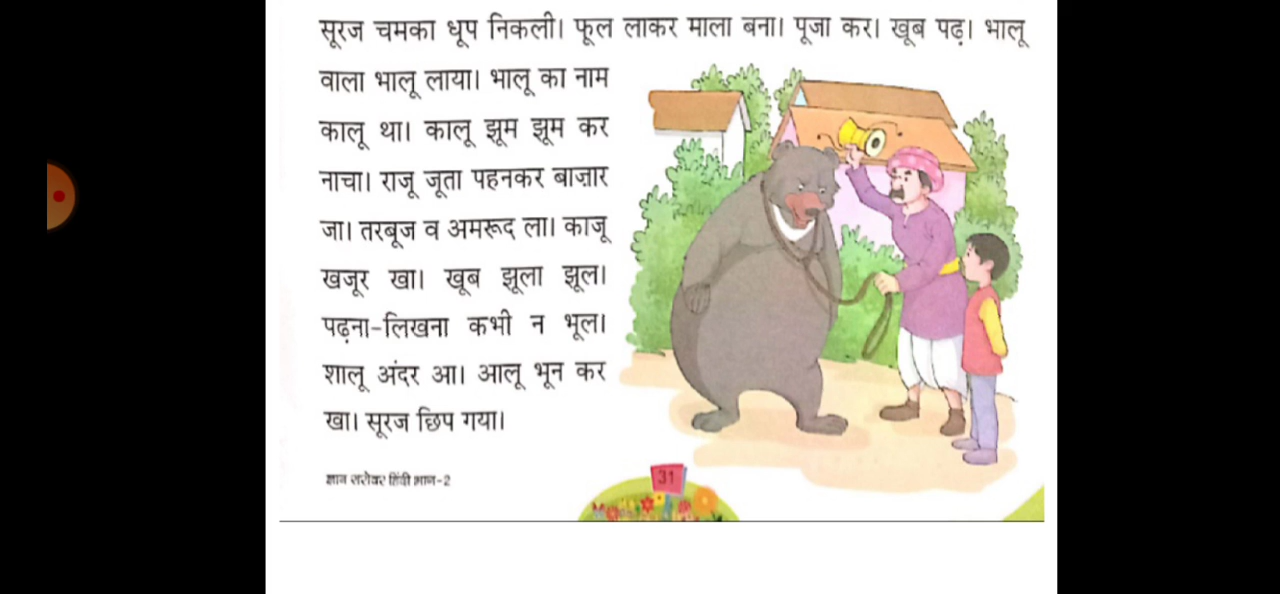 सूरज चमका धूप निकली। फूल लाकर माला बना। पूजा कर। खूब पढ़। भालू
वाला भालू लाया। भालू का नाम
कालू था। कालू झूम झूम कर
नाचा। राजू जूता पहनकर बाज़ार
जा। तरबूज व अमरूद ला। काजू
खजूर खा। खूब झूला झूल।
पढ़ना-लिखना कभी न भूल।
शालू अंदर आ। आलू भून कर
खा। सूरज छिप गया।
ज्ञान सरोवर हिंदी भाग-2
31